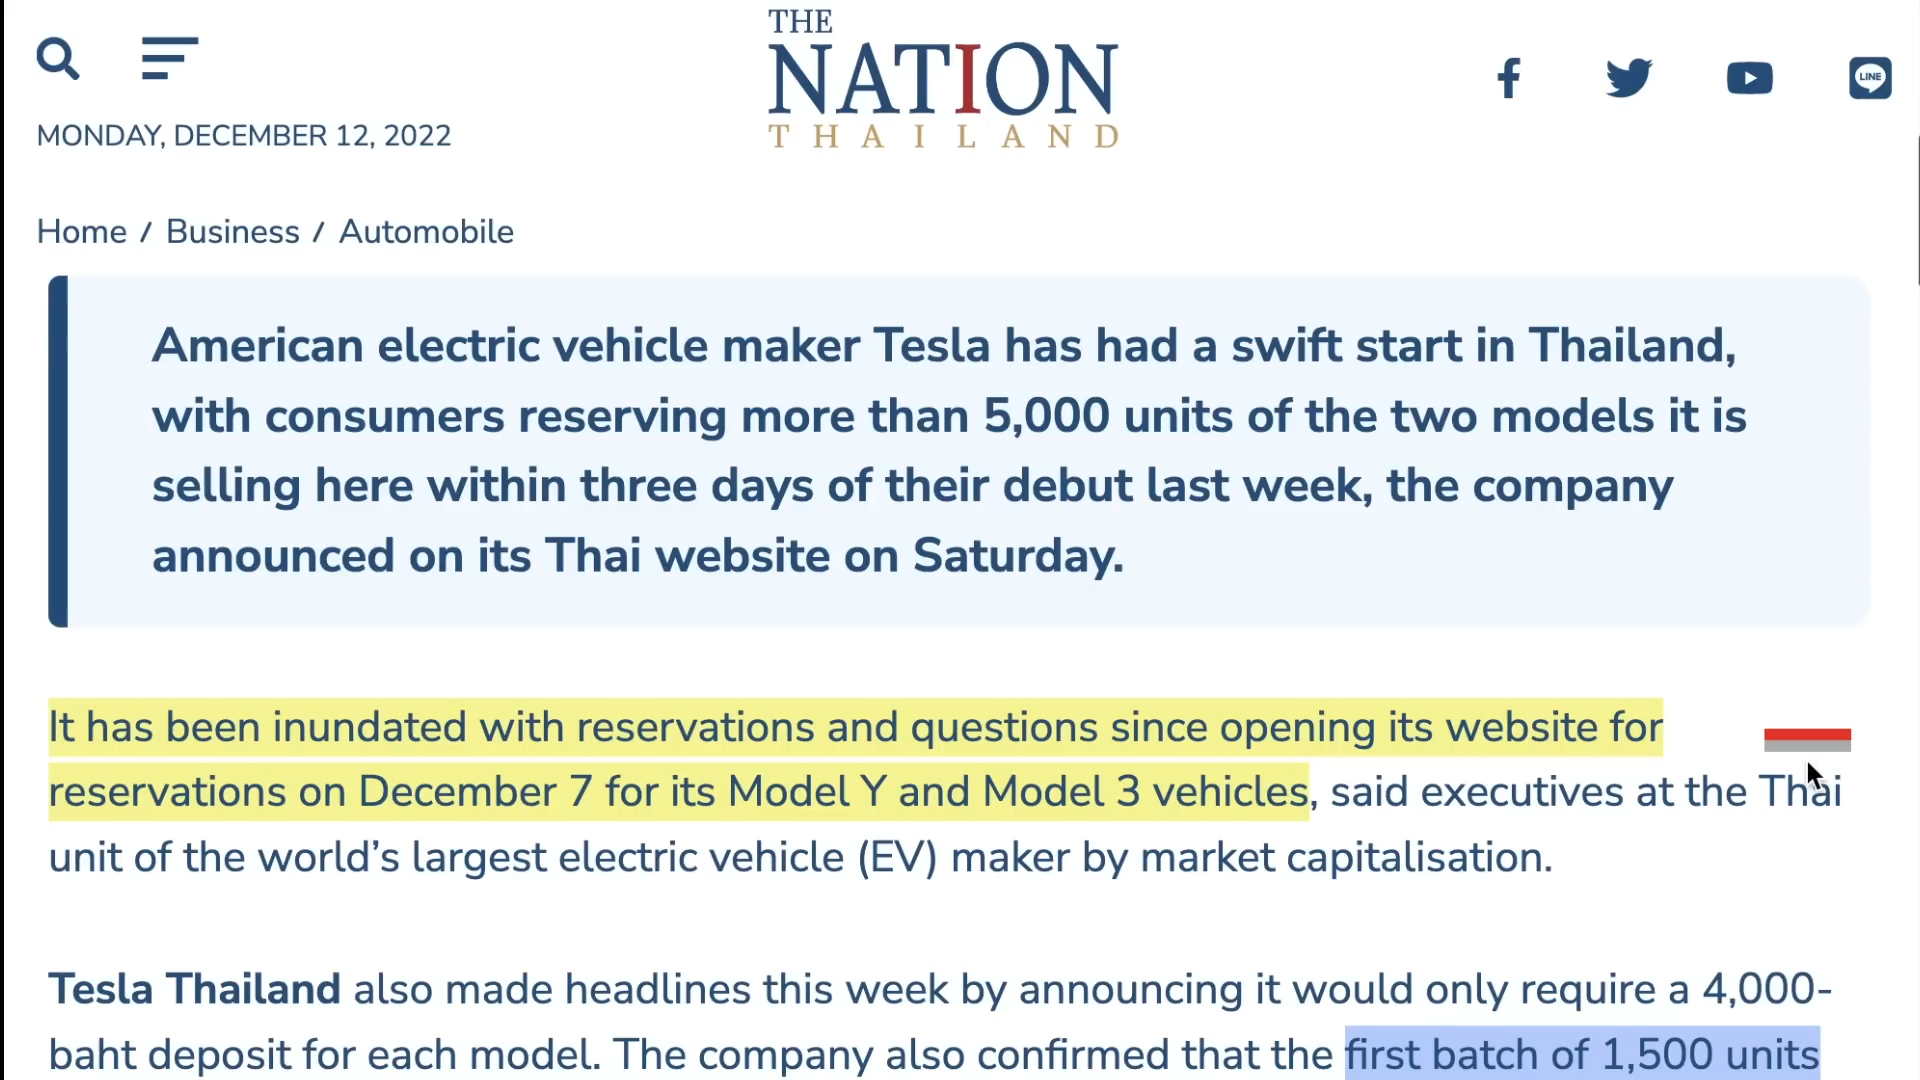 THE
NATION
THAILAND
LINE
MONDAY, DECEMBER 12, 2022
Home / Business / Automobile
American electric vehicle maker Tesla has had a swift start in Thailand,
with consumers reserving more than 5,000 units of the two models it is
selling here within three days of their debut last week, the company
announced on its Thai website on Saturday.
It has been inundated with reservations and questions since opening its website for
reservations on December 7 for its Model Y and Model 3 vehicles, said executives at the Thai
unit of the world’s largest electric vehicle (EV) maker by market capitalisation.
Tesla Thailand also made headlines this week by announcing it would only require a 4,000-
baht deposit for each model. The company also confirmed that the first batch of 1,500 units